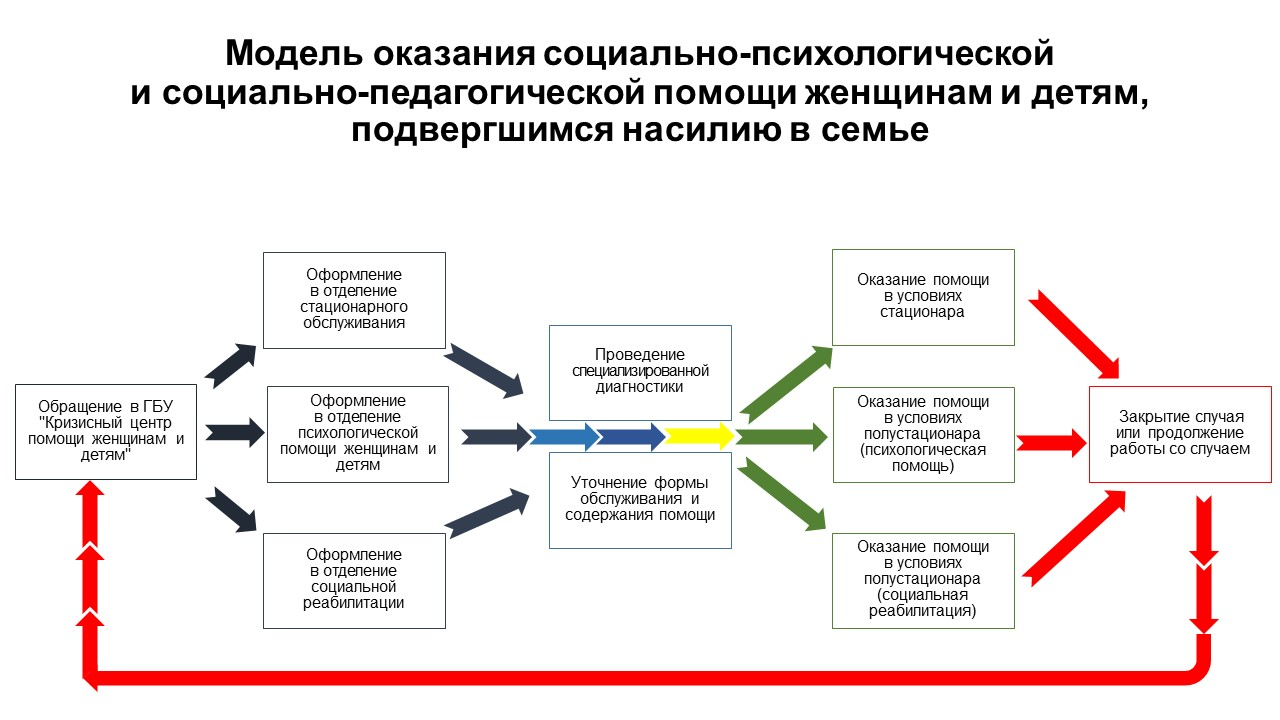 Модель оказания социально-психологической
и социально-педагогической помощи женщинам и детям,
подвергшимся насилию в семье
Обращение в ГБУ
"Кризисный центр
помощи женщинам и
детям"
Оформление
в отделение
стационарного
обслуживания
Оформление
в отделение
психологической
помощи женщинам и
детям
Оформление
в отделение
социальной
реабилитации
Проведение
специализированной
диагностики
Уточнение формы
обслуживания и
содержания помощи
Оказание помощи
в условиях
стационара
Оказание помощи
в условиях
полустационара
(психологическая
помощь)
Оказание помощи
в условиях
полустационара
(социальная
реабилитация)
Закрытие случая
или продолжение
работы со случаем